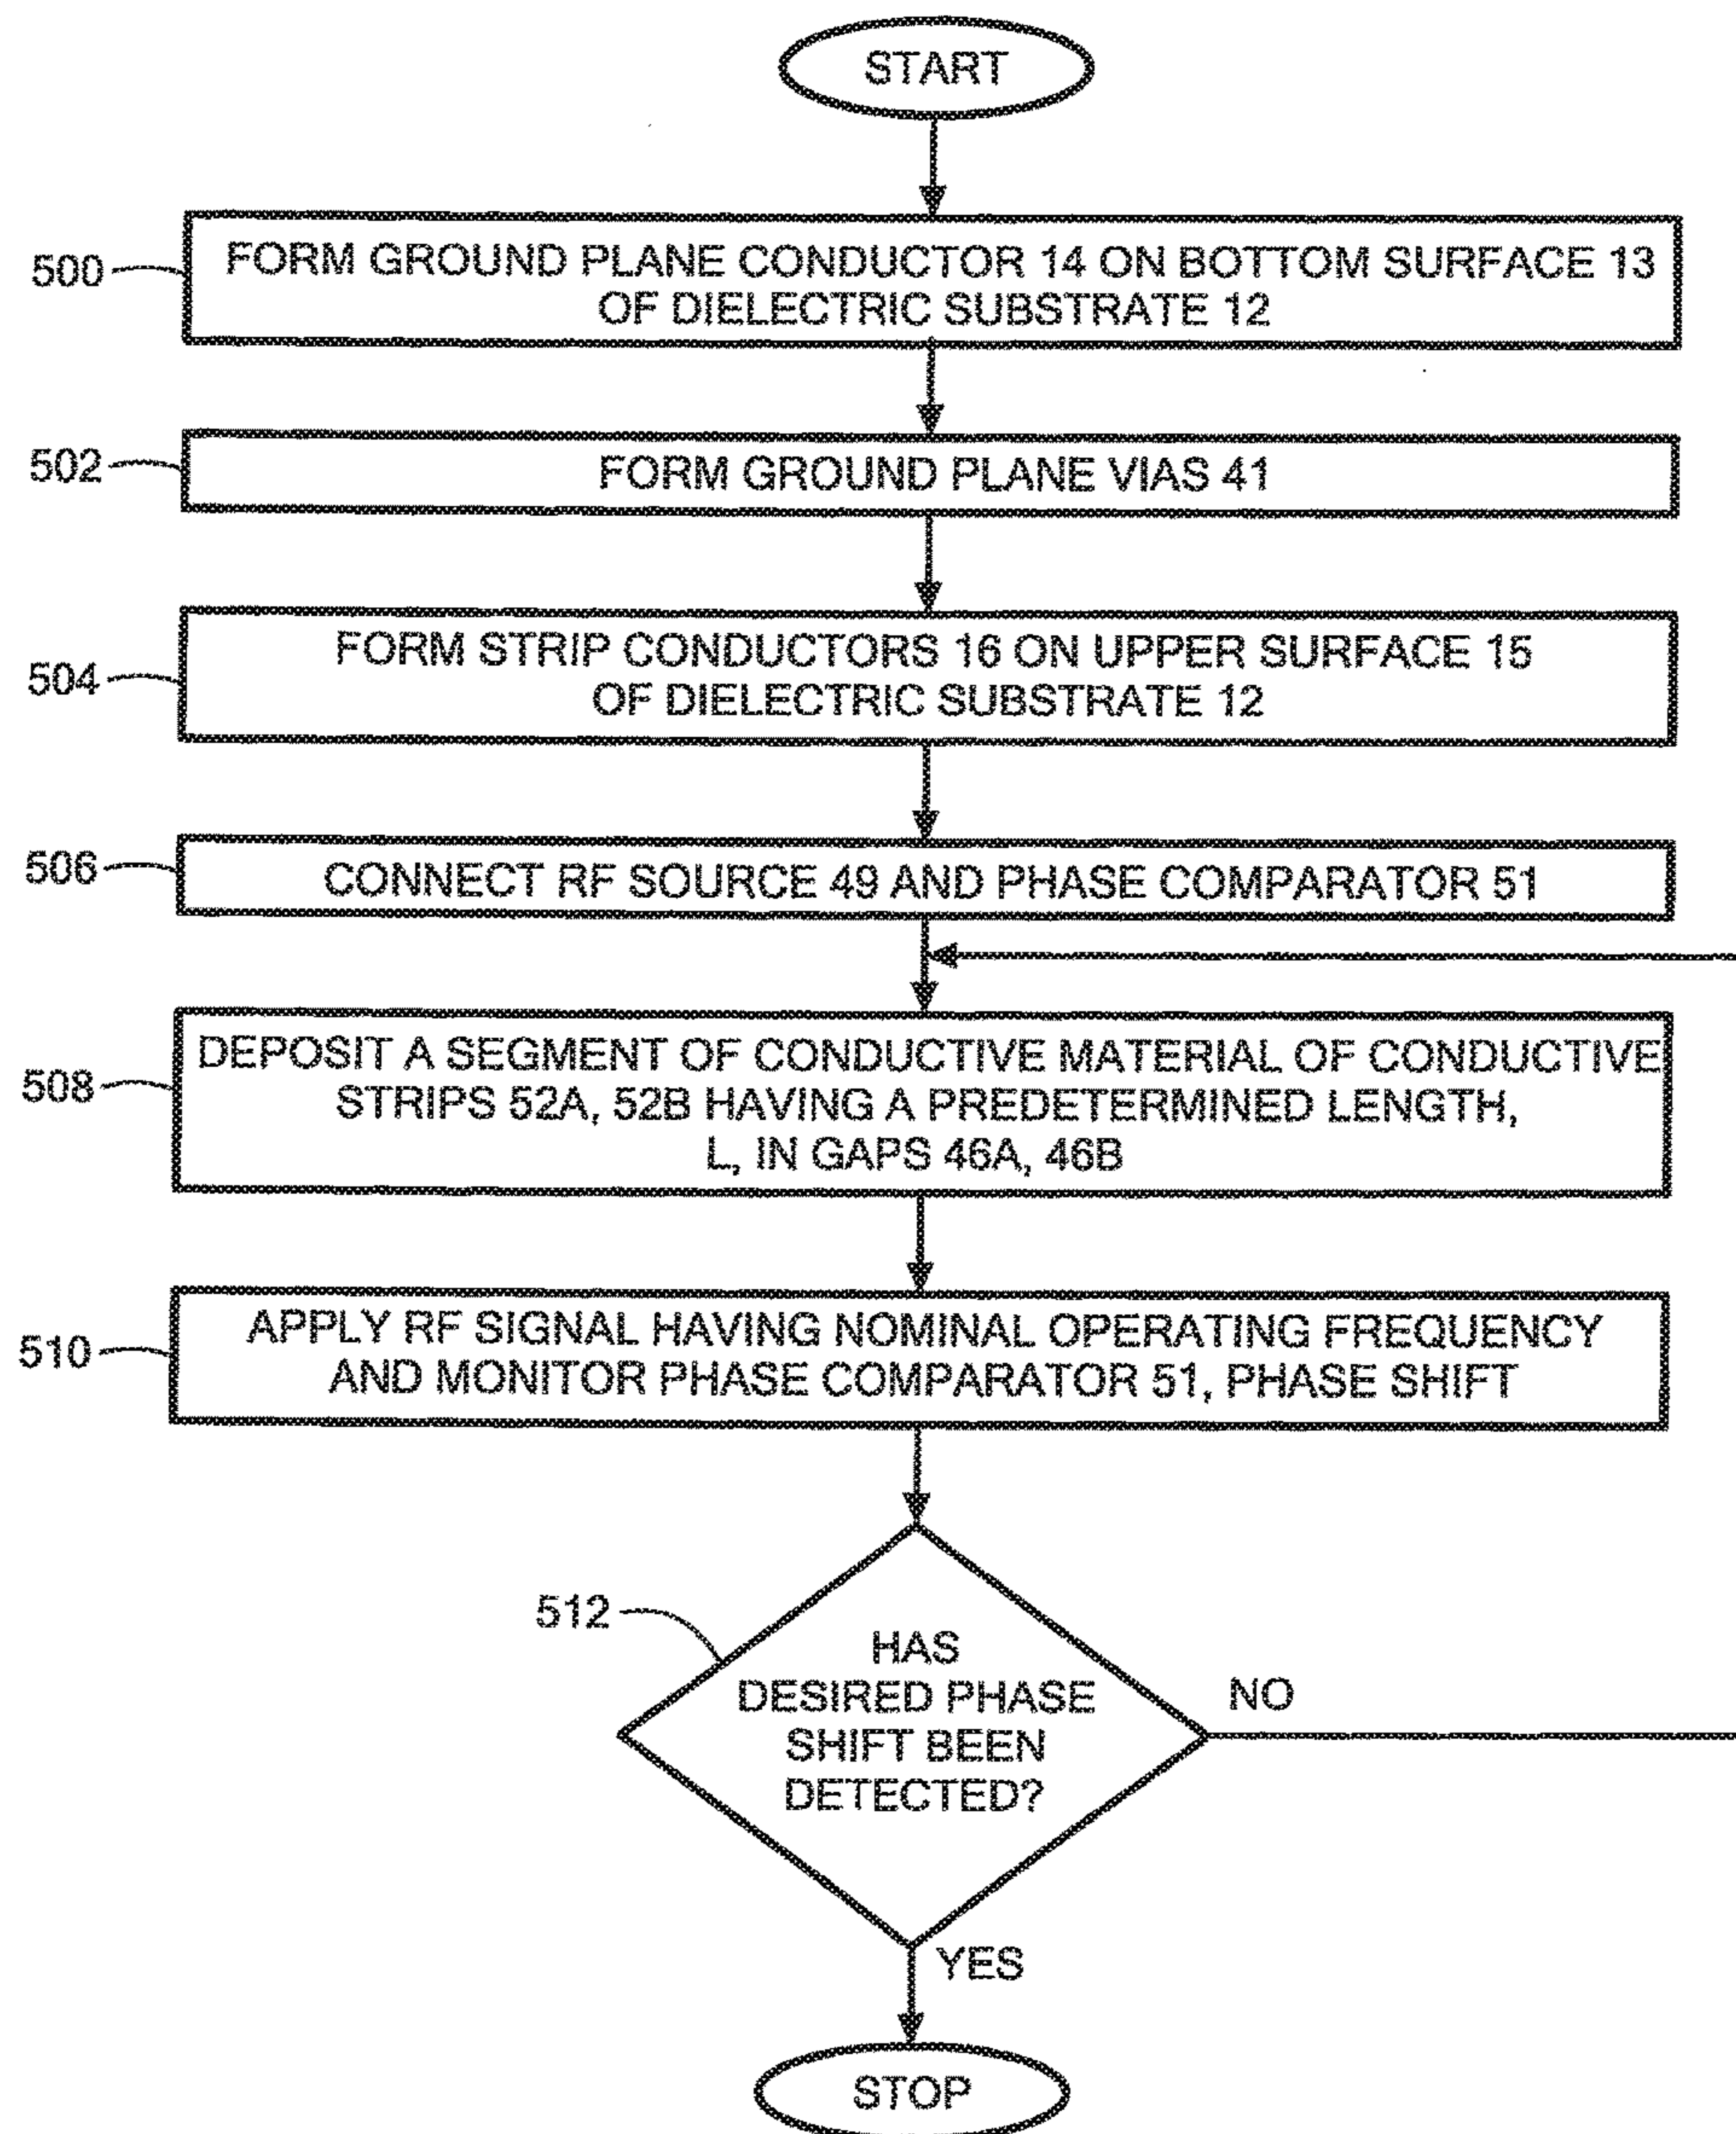 START
500
FORM GROUND PLANE CONDUCTOR 14 ON BOTTOM SURFACE 13
OF DIELECTRIC SUBSTRATE 12
502
FORM GROUND PLANE VIAS 41
504
FORM STRIP CONDUCTORS 16 ON UPPER SURFACE 15
OF DIELECTRIC SUBSTRATE 12
506
CONNECT RF SOURCE 49 AND PHASE COMPARATOR 51
508
DEPOSIT A SEGMENT OF CONDUCTIVE MATERIAL OF CONDUCTIVE
STRIPS 52A, 52B HAVING A PREDETERMINED LENGTH,
L, IN GAPS 46A, 46B
510
APPLY RF SIGNAL HAVING NOMINAL OPERATING FREQUENCY
AND MONITOR PHASE COMPARATOR 51, PHASE SHIFT
512
HAS
DESIRED PHASE
SHIFT BEEN
DETECTED?
NO
YES
STOP